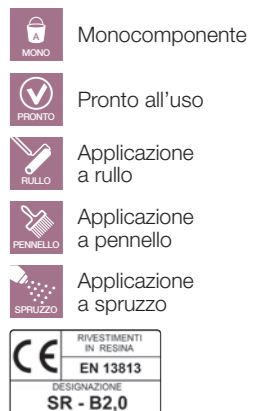 A
MONO
Monocomponente
PRONTO
Pronto all’uso
RULLO
Applicazione
a rullo
PENNELLO
Applicazione
a pennello
SPRUZZO
Applicazione
a spruzzo
CE
RIVESTIMENTI
IN RESINA
EN 13813
DESIGNAZIONE
SR - B2,0